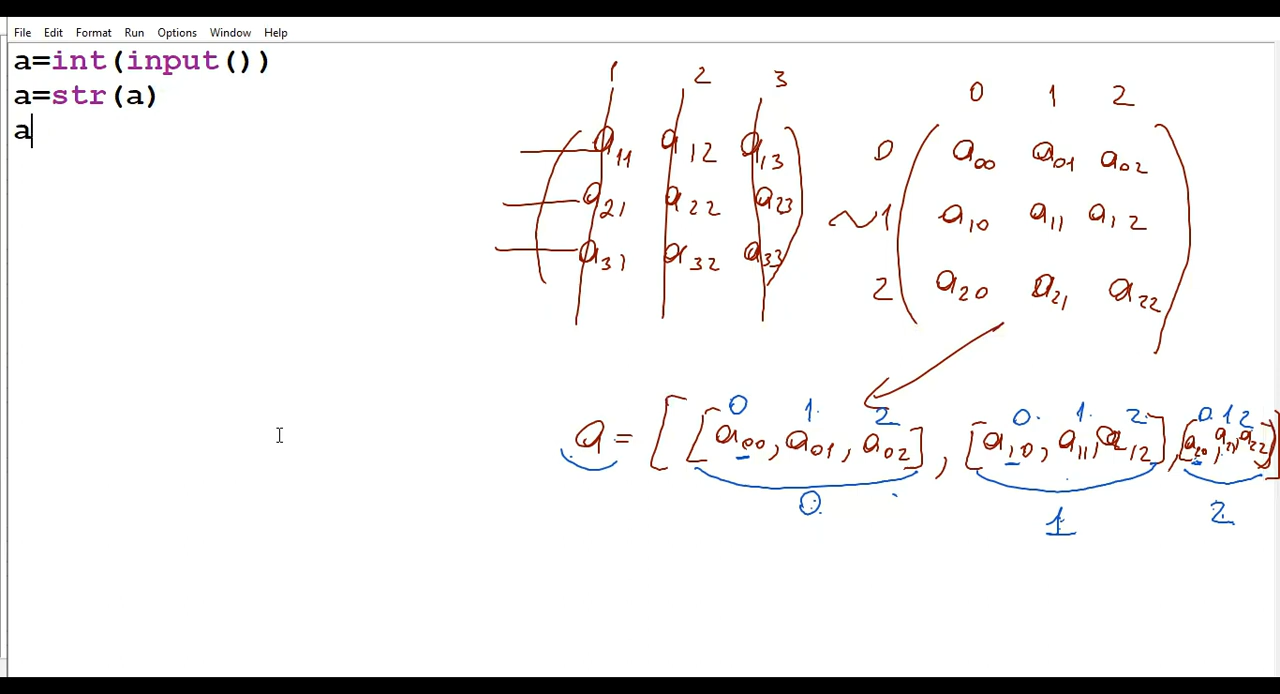 File Edit Format Run Options Window Help
a=int(input())
a=str(a)
a
1 2 3
a11 a12 a13
a21 a22 a23
a31 a32 a33
~
0 1 2
0 a00 a01 a02
1 a10 a11 a12
2 a20 a21 a22
0 1 2 0 1 2 0 1 2
a = [[a00, a01, a02], [a10, a11, a12], [a20, a21, a22]]
0 1 2